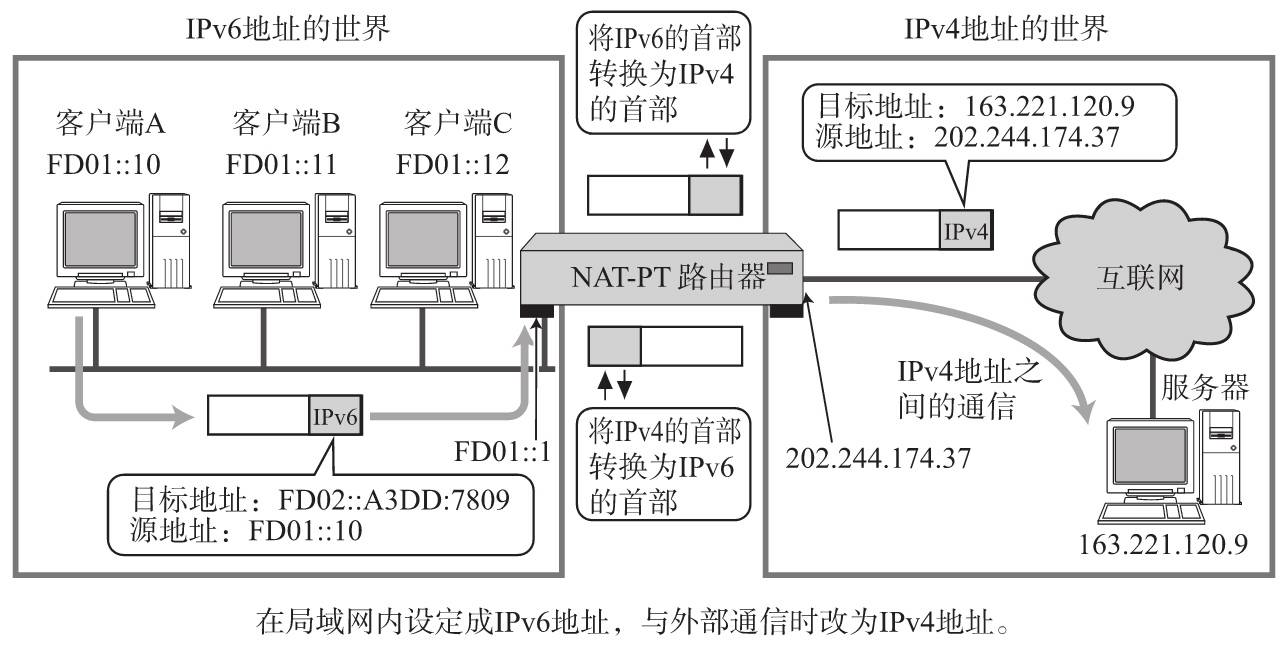 IPv6地址的世界
客户端A
FD01::10
客户端B
FD01::11
客户端C
FD01::12
IPv6
FD01::1
目标地址：FD02::A3DD:7809
源地址：FD01::10
将IPv6的首部
转换为IPv4
的首部
NAT-PT 路由器
将IPv4的首部
转换为IPv6
的首部
IPv4地址的世界
目标地址：163.221.120.9
源地址：202.244.174.37
IPv4
互联网
IPv4地址之
间的通信
202.244.174.37
服务器
163.221.120.9
在局域网内设定成IPv6地址，与外部通信时改为IPv4地址。